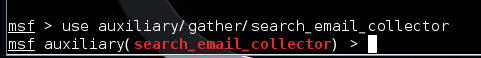 msf > use auxiliary/gather/search_email_collector
msf auxiliary(search_email_collector) >